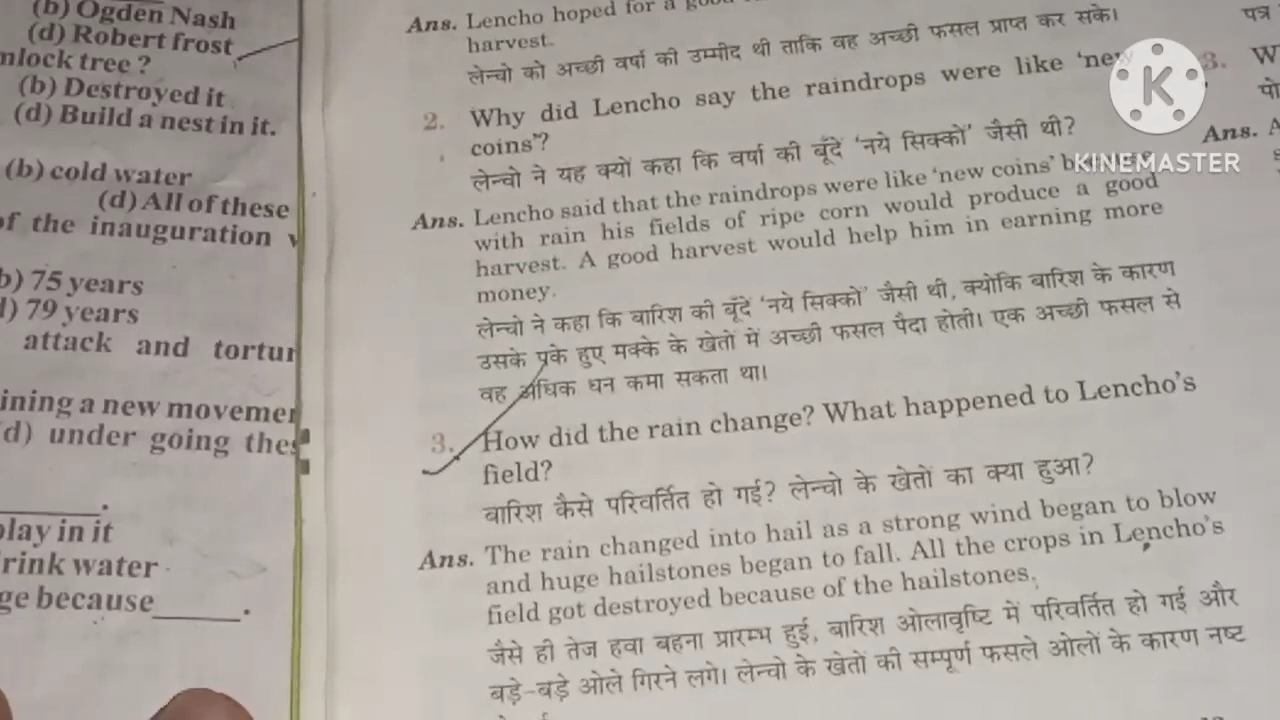 (b) Ogden Nash
(d) Robert frost
mlock tree ?
(b) Destroyed it
(d) Build a nest in it.
(b) cold water
(d) All of these
of the inauguration
b) 75 years
d) 79 years
attack and tortur
ining a new movemen
d) under going thes
______.
play in it
rink water
ge because______.
Ans. Lencho hoped for a good
harvest.
लेन्चो को अच्छी वर्षा की उम्मीद थी ताकि वह अच्छी फसल प्राप्त कर सके।
2. Why did Lencho say the raindrops were like 'new
coins'?
लेन्चो ने यह क्यों कहा कि वर्षा की बूँदें 'नये सिक्कों' जैसी थी?
Ans. Lencho said that the raindrops were like 'new coins'
with rain his fields of ripe corn would produce a good
harvest. A good harvest would help him in earning more
money.
लेन्चो ने कहा कि बारिश की बूँदें 'नये सिक्कों' जैसी थी, क्योंकि बारिश के कारण
उसके पके हुए मक्के के खेतों में अच्छी फसल पैदा होती। एक अच्छी फसल से
वह अधिक धन कमा सकता था।
3. How did the rain change? What happened to Lencho's
field?
बारिश कैसे परिवर्तित हो गई? लेन्चो के खेतों का क्या हुआ?
Ans. The rain changed into hail as a strong wind began to blow
and huge hailstones began to fall. All the crops in Lencho's
field got destroyed because of the hailstones.
जैसे ही तेज हवा बहना प्रारम्भ हुई, बारिश ओलावृष्टि में परिवर्तित हो गई और
बड़े-बड़े ओले गिरने लगे। लेन्चो के खेतों की सम्पूर्ण फसले ओलों के कारण नष्ट
पत्र
3. W
पो
Ans. A
K
KINEMASTER